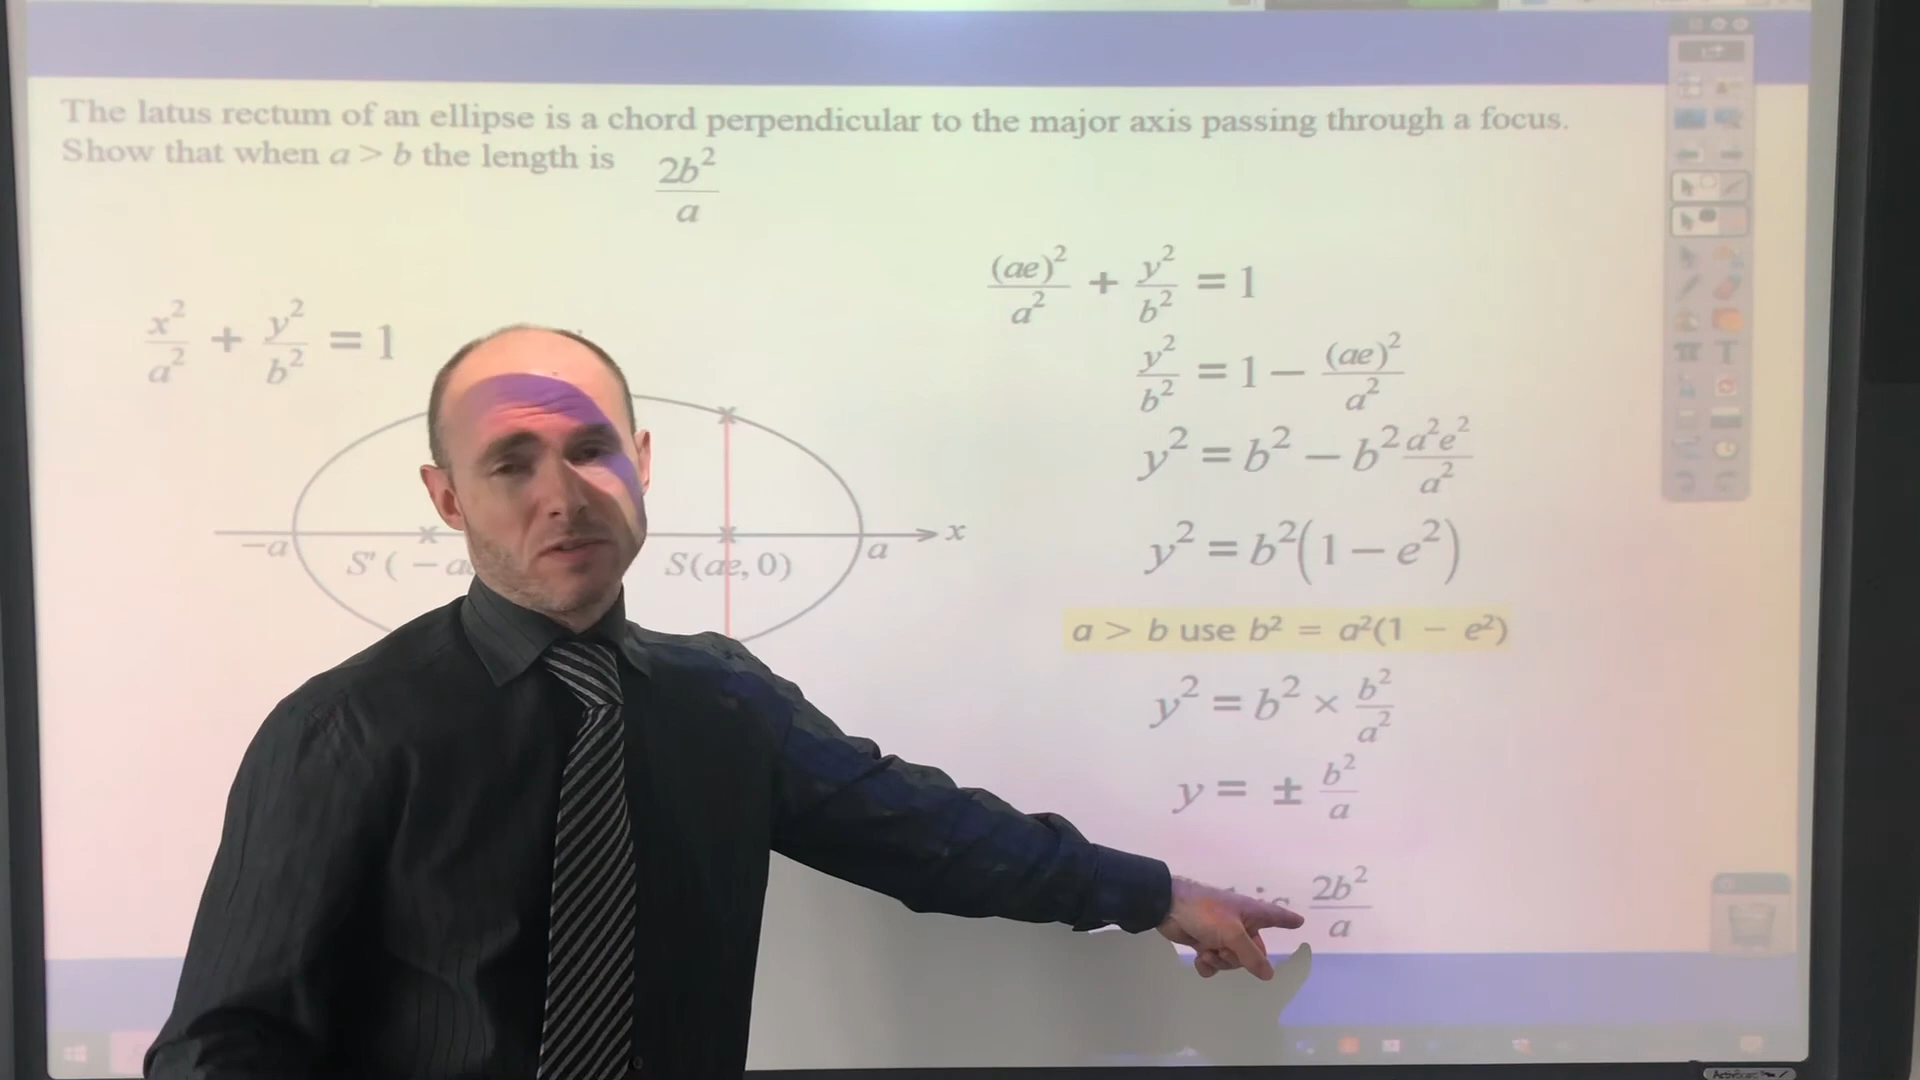 The latus rectum of an ellipse is a chord perpendicular to the major axis passing through a focus.
Show that when a > b the length is 2b²/a
x²/a² + y²/b² = 1
x
−a
S′( − a
S(ae, 0)
a
(ae)²/a² + y²/b² = 1
y²/b² = 1 − (ae)²/a²
y² = b² − b² a²e²/a²
y² = b²(1 − e²)
a > b use b² = a²(1 − e²)
y² = b² × b²/a²
y = ± b²/a
is 2b²/a